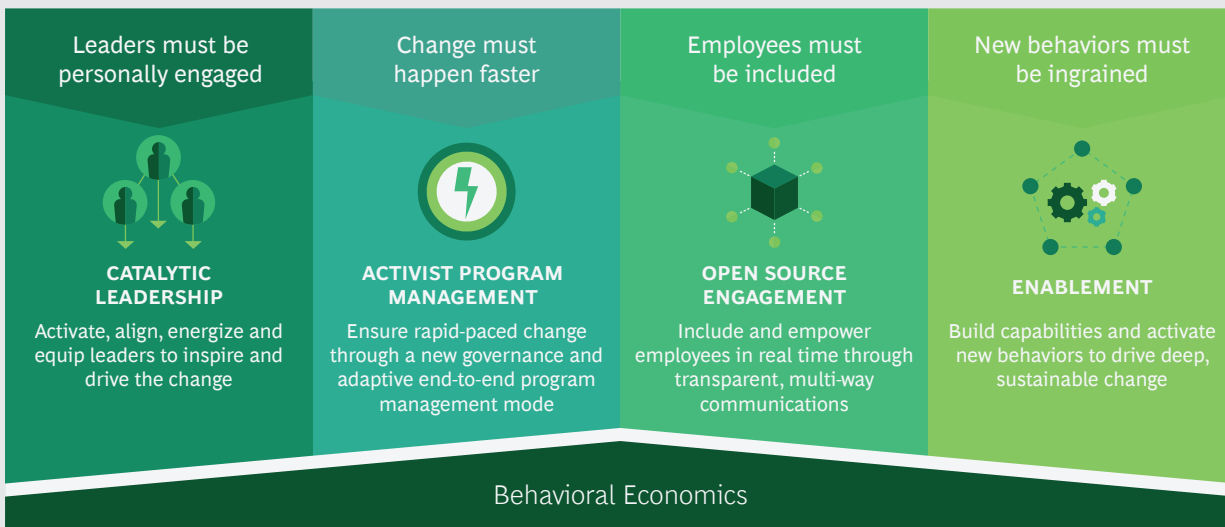 Leaders must be
personally engaged
CATALYTIC
LEADERSHIP
Activate, align, energize and
equip leaders to inspire and
drive the change
Change must
happen faster
ACTIVIST PROGRAM
MANAGEMENT
Ensure rapid-paced change
through a new governance and
adaptive end-to-end program
management mode
Employees must
be included
OPEN SOURCE
ENGAGEMENT
Include and empower
employees in real time through
transparent, multi-way
communications
New behaviors must
be ingrained
ENABLEMENT
Build capabilities and activate
new behaviors to drive deep,
sustainable change
Behavioral Economics